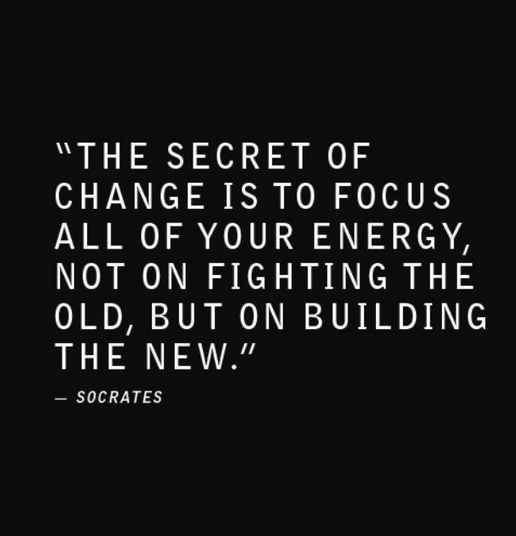 “THE SECRET OF
CHANGE IS TO FOCUS
ALL OF YOUR ENERGY,
NOT ON FIGHTING THE
OLD, BUT ON BUILDING
THE NEW.”
— SOCRATES